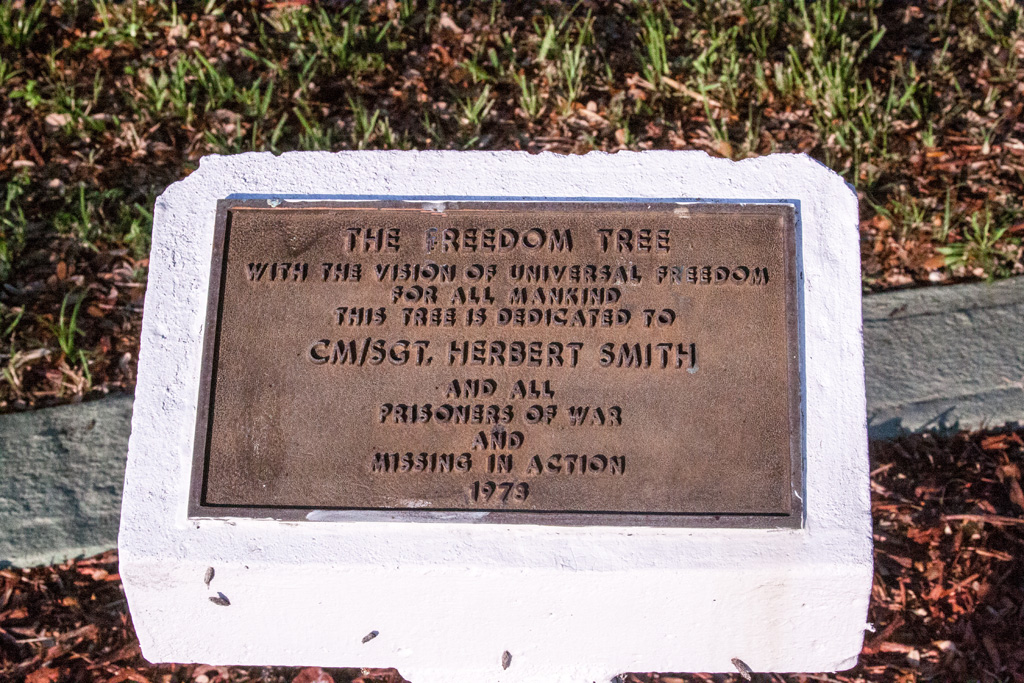 THE FREEDOM TREE
WITH THE VISION OF UNIVERSAL FREEDOM
FOR ALL MANKIND
THIS TREE IS DEDICATED TO
CM/SGT. HERBERT SMITH
AND ALL
PRISONERS OF WAR
AND
MISSING IN ACTION
1973